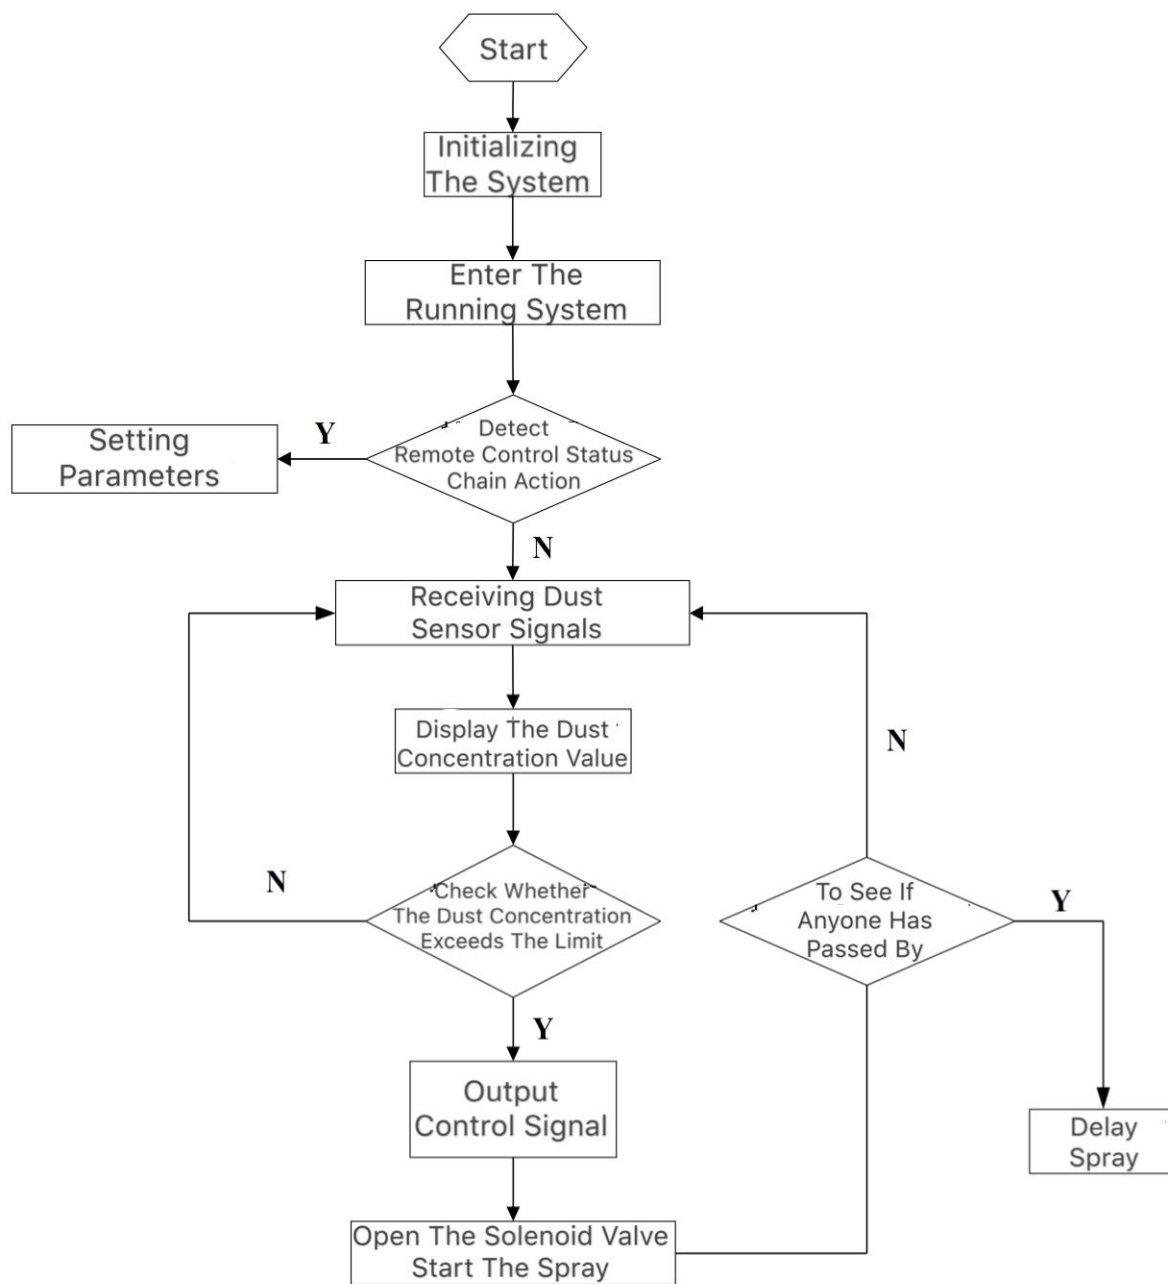 Start
Initializing
The System
Enter The
Running System
Detect
Remote Control Status
Chain Action
Y
Setting
Parameters
N
Receiving Dust
Sensor Signals
Display The Dust
Concentration Value
N
Check Whether
The Dust Concentration
Exceeds The Limit
N
To See If
Anyone Has
Passed By
Y
Y
Output
Control Signal
Delay
Spray
Open The Solenoid Valve
Start The Spray